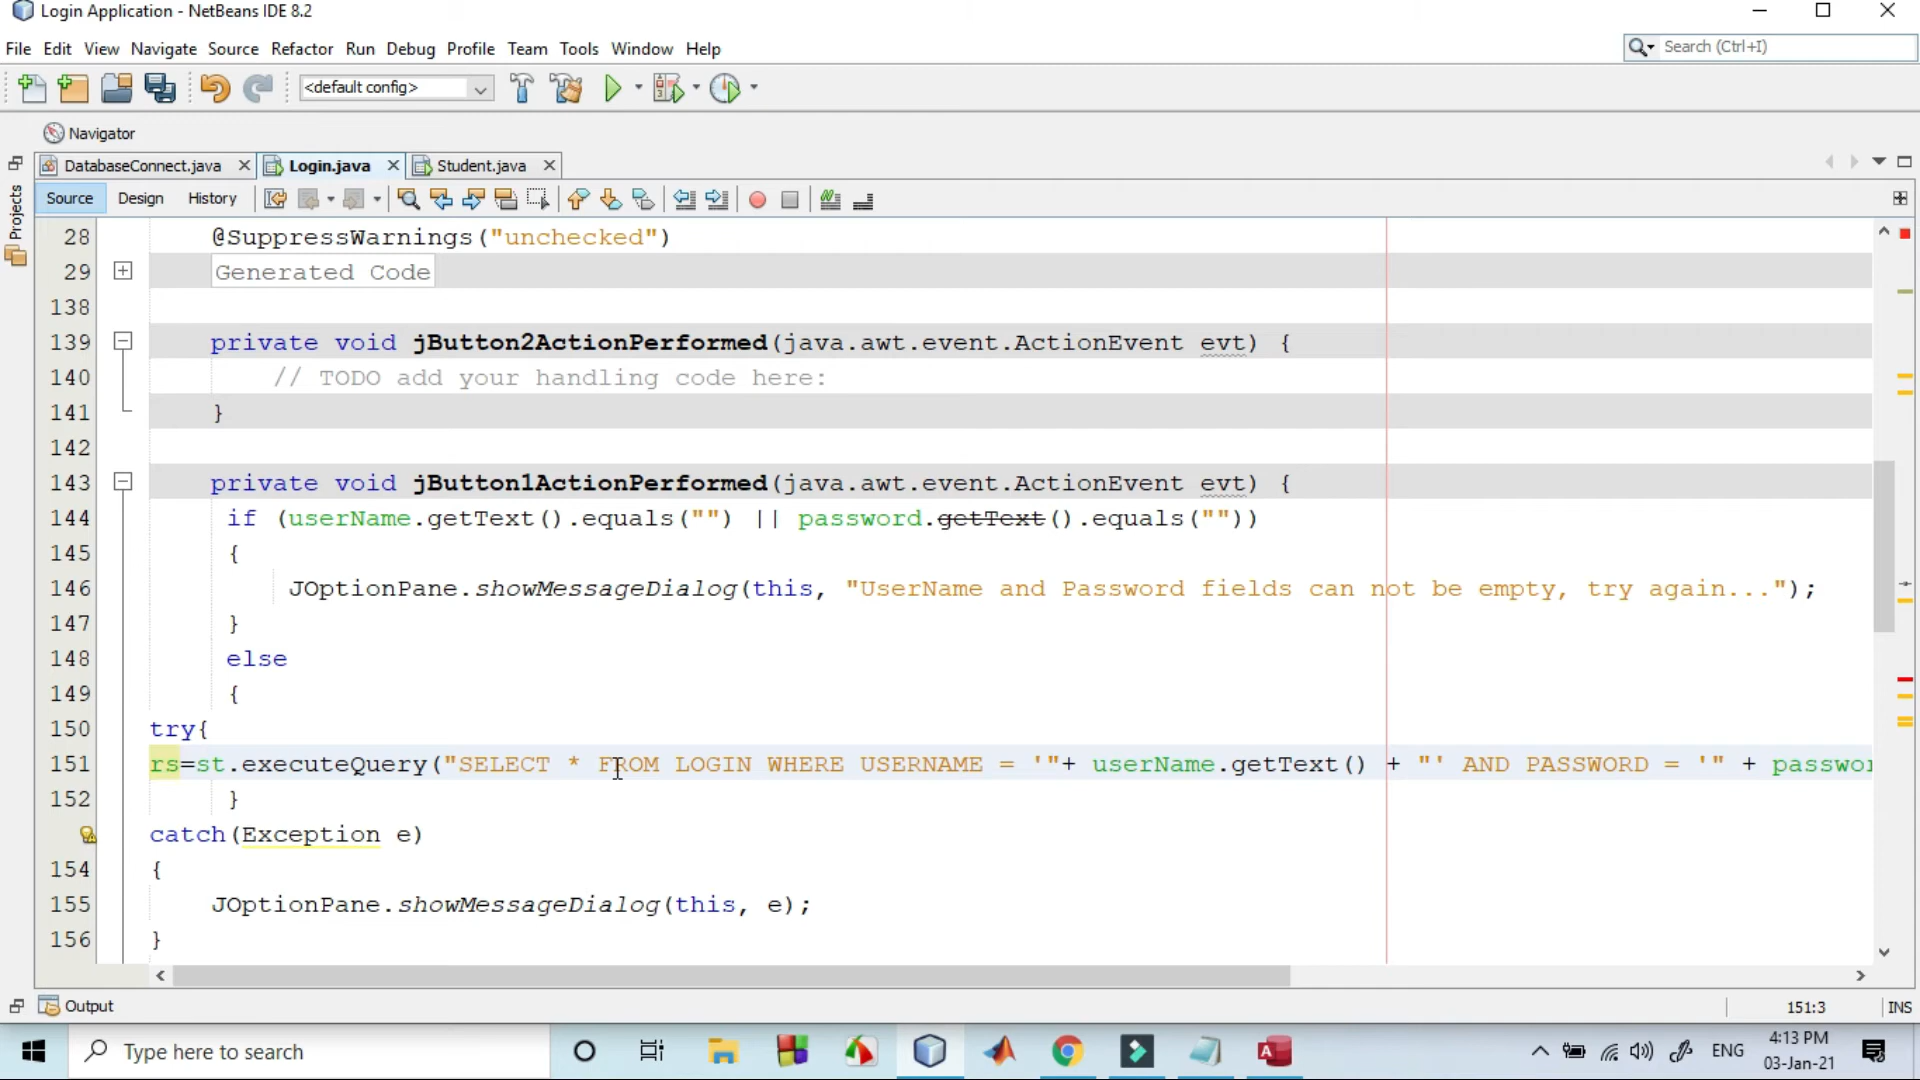 Login Application - NetBeans IDE 8.2
File Edit View Navigate Source Refactor Run Debug Profile Team Tools Window Help
Search (Ctrl+I)
<default config>
Navigator
Projects
DatabaseConnect.java Login.java Student.java
Source Design History
28 @SuppressWarnings("unchecked")
29 Generated Code
138
139 private void jButton2ActionPerformed(java.awt.event.ActionEvent evt) {
140 // TODO add your handling code here:
141 }
142
143 private void jButton1ActionPerformed(java.awt.event.ActionEvent evt) {
144 if (userName.getText().equals("") || password.getText().equals(""))
145 {
146 JOptionPane.showMessageDialog(this, "UserName and Password fields can not be empty, try again...");
147 }
148 else
149 {
150 try{
151 rs=st.executeQuery("SELECT * FROM LOGIN WHERE USERNAME = '"+ userName.getText() + "' AND PASSWORD = '" + passwor
152 }
catch(Exception e)
154 {
155 JOptionPane.showMessageDialog(this, e);
156 }
Output
151:3 INS
Type here to search
ENG
4:13 PM
03-Jan-21